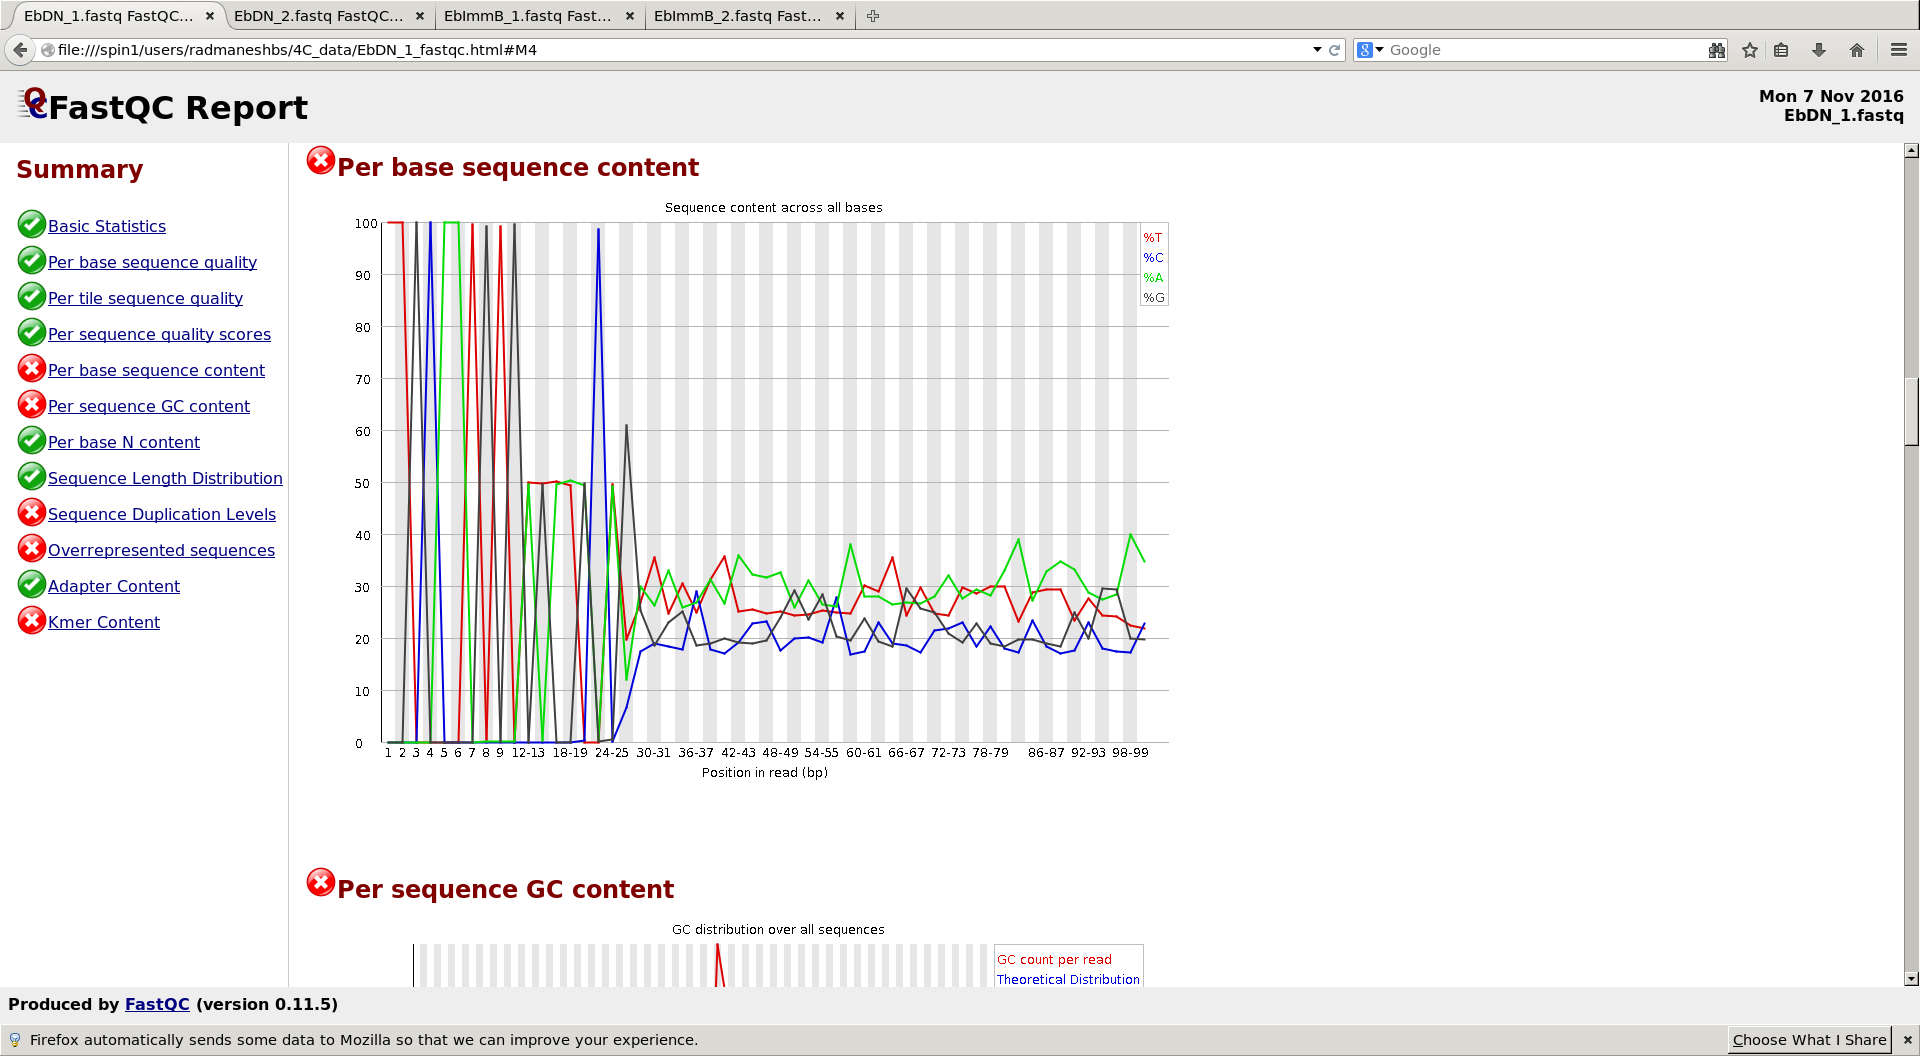 EbDN_1.fastq FastQC... EbDN_2.fastq FastQC... EbImmB_1.fastq Fast... EbImmB_2.fastq Fast...
file:///spin1/users/radmaneshbs/4C_data/EbDN_1_fastqc.html#M4 Google
FastQC Report
Mon 7 Nov 2016
EbDN_1.fastq
Summary
Basic Statistics
Per base sequence quality
Per tile sequence quality
Per sequence quality scores
Per base sequence content
Per sequence GC content
Per base N content
Sequence Length Distribution
Sequence Duplication Levels
Overrepresented sequences
Adapter Content
Kmer Content
Per base sequence content
Sequence content across all bases
100
90
80
70
60
50
40
30
20
10
0
%T
%C
%A
%G
1 2 3 4 5 6 7 8 9 12-13 18-19 24-25 30-31 36-37 42-43 48-49 54-55 60-61 66-67 72-73 78-79 86-87 92-93 98-99
Position in read (bp)
Per sequence GC content
GC distribution over all sequences
GC count per read
Theoretical Distribution
Produced by FastQC (version 0.11.5)
Firefox automatically sends some data to Mozilla so that we can improve your experience. Choose What I Share